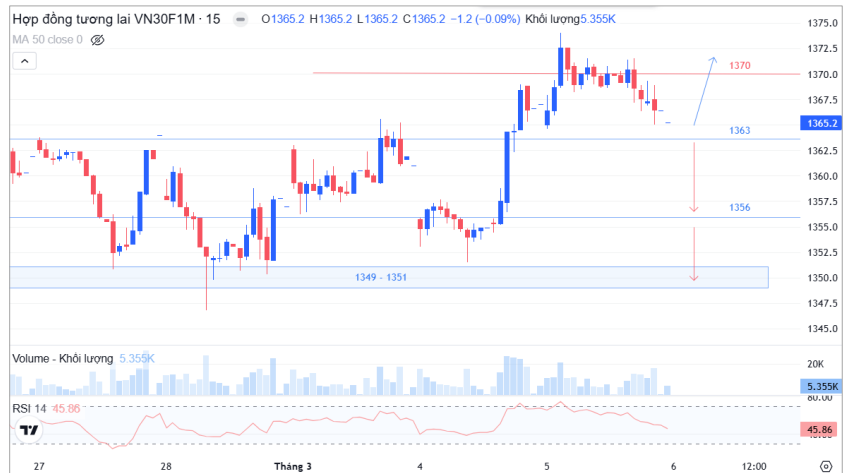 Hợp đồng tương lai VN30F1M · 15 O1365.2 H1365.2 L1365.2 C1365.2 −1.2 (−0.09%) Khối lượng5.355K
MA 50 close 0
1375.0
1372.5
1370
1370.0
1367.5
1365.2
1363
1362.5
1360.0
1357.5
1356
1355.0
1352.5
1349 - 1351
1350.0
1347.5
1345.0
Volume - Khối lượng 5.355K
20K
5.355K
80.00
RSI 14 45.86
45.86
27 28 Tháng 3 4 5 6 12:00